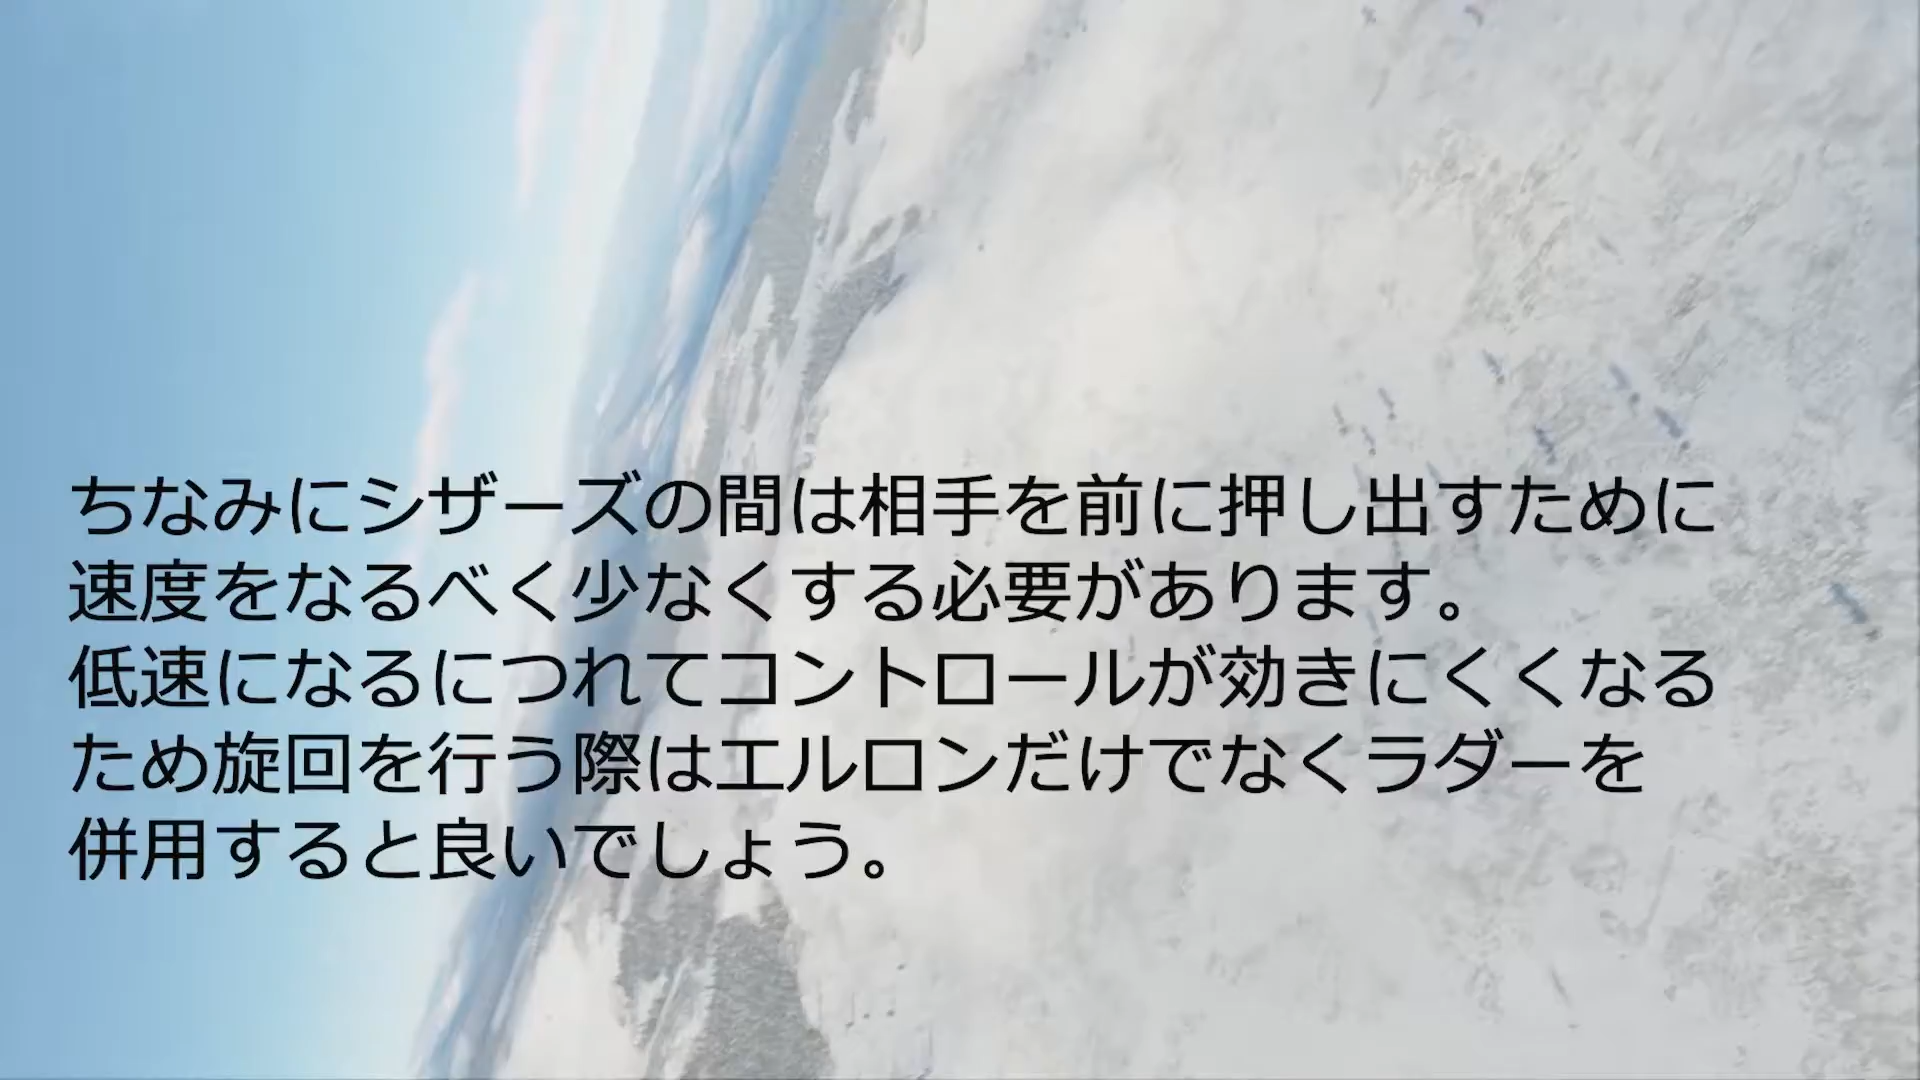 ちなみにシザーズの間は相手を前に押し出すために
速度をなるべく少なくする必要があります。
低速になるにつれてコントロールが効きにくくなる
ため旋回を行う際はエルロンだけでなくラダーを
併用すると良いでしょう。